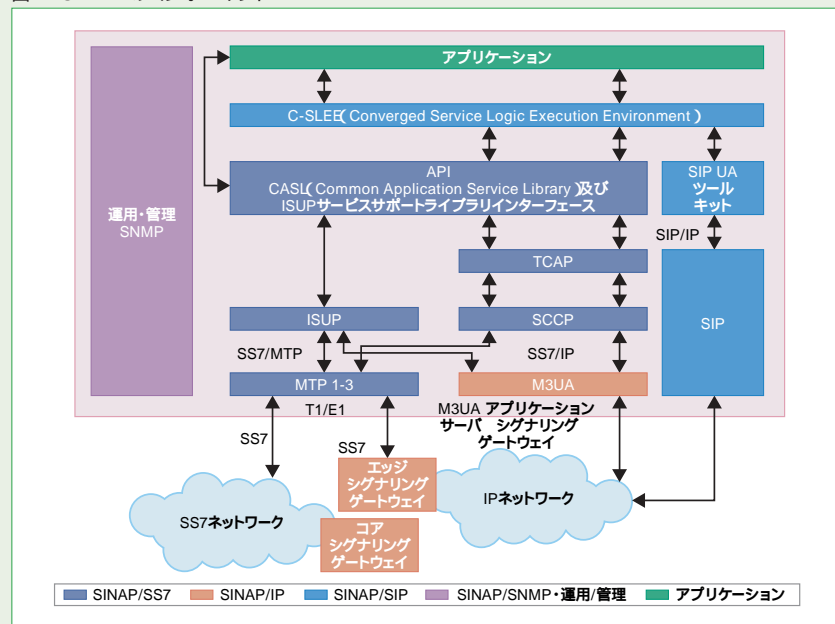 アプリケーション
C-SLEE(Converged Service Logic Execution Environment)
API
CASL(Common Application Service Library)及び
ISUPサービスサポートライブラリインターフェース
SIP UA
ツール
キット
運用・管理
SNMP
SIP/IP
TCAP
ISUP
SCCP
SIP
SS7/MTP
SS7/IP
MTP 1-3
M3UA
T1/E1
M3UA アプリケーション
サーバ シグナリング
ゲートウェイ
SS7
SS7
エッジ
シグナリング
ゲートウェイ
SS7ネットワーク
IPネットワーク
コア
シグナリング
ゲートウェイ
SINAP/SS7
SINAP/IP
SINAP/SIP
SINAP/SNMP・運用/管理
アプリケーション